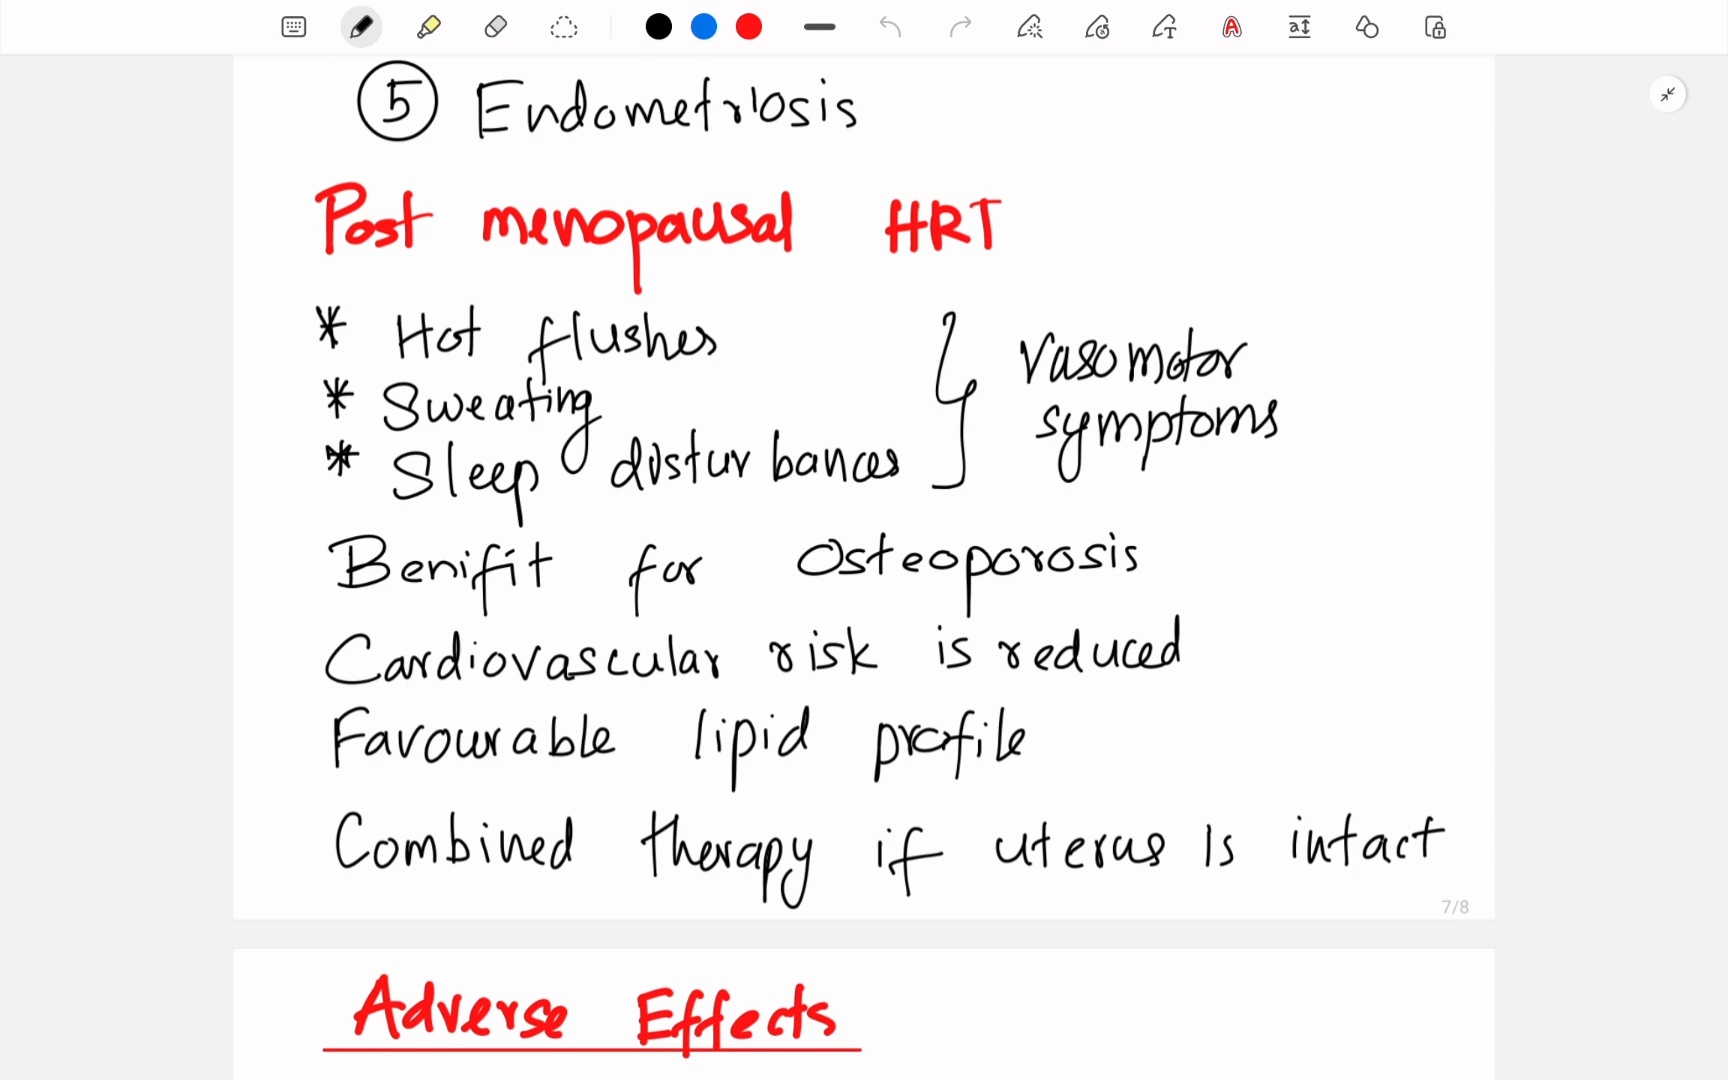 5 Endometriosis
Post menopausal HRT
* Hot flushes
* Sweating
* Sleep disturbances
vasomotor
symptoms
Benifit for Osteoporosis
Cardiovascular risk is reduced
Favourable lipid profile
Combined therapy if uterus is intact
7/8
Adverse Effects